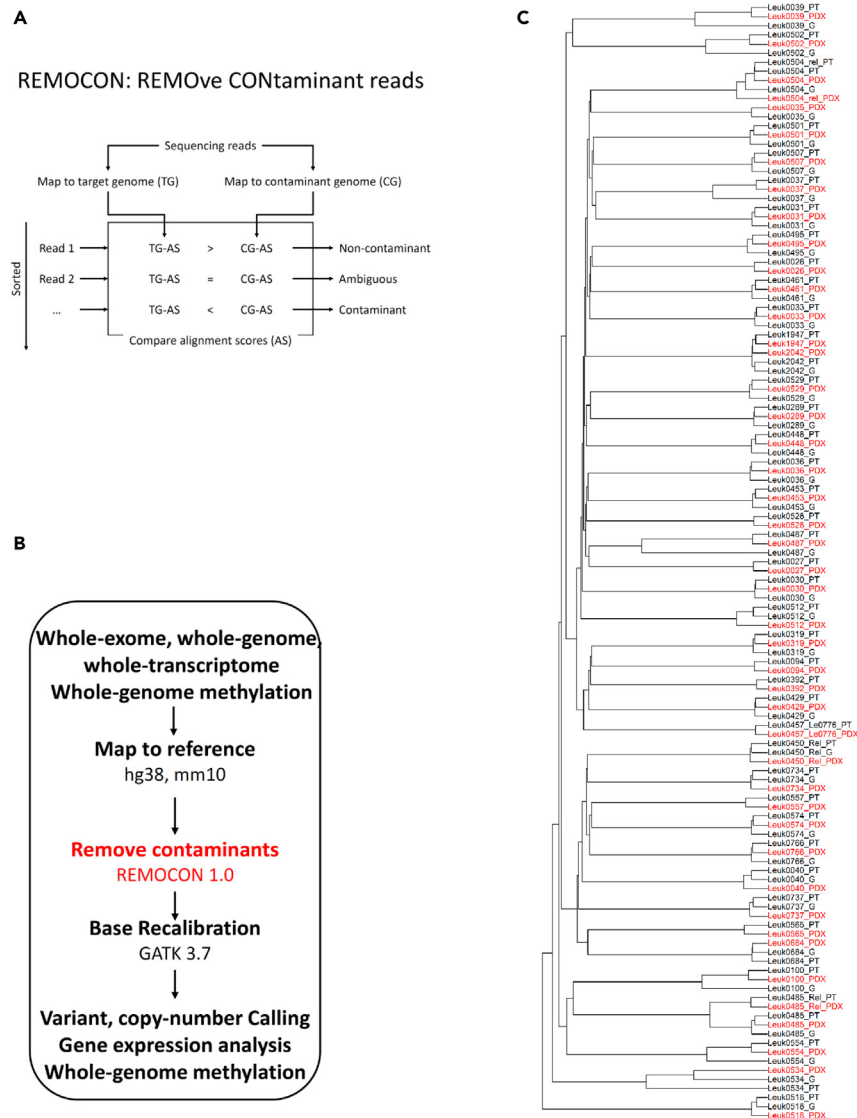 A
REMOCON: REMOve CONtaminant reads
Sequencing reads
Map to target genome (TG)
Map to contaminant genome (CG)
Sorted
Read 1 TG-AS > CG-AS Non-contaminant
Read 2 TG-AS = CG-AS Ambiguous
... TG-AS < CG-AS Contaminant
Compare alignment scores (AS)
B
Whole-exome, whole-genome,
whole-transcriptome
Whole-genome methylation
Map to reference
hg38, mm10
Remove contaminants
REMOCON 1.0
Base Recalibration
GATK 3.7
Variant, copy-number Calling
Gene expression analysis
Whole-genome methylation
C
Leuk0039_PT
Leuk0039_PDX
Leuk0039_G
Leuk0502_PT
Leuk0502_PDX
Leuk0502_G
Leuk0504_rel_PT
Leuk0504_PT
Leuk0504_PDX
Leuk0504_G
Leuk0504_rel_PDX
Leuk0035_PDX
Leuk0035_G
Leuk0501_PT
Leuk0501_PDX
Leuk0501_G
Leuk0507_PT
Leuk0507_PDX
Leuk0507_G
Leuk0037_PT
Leuk0037_PDX
Leuk0037_G
Leuk0031_PT
Leuk0031_PDX
Leuk0031_G
Leuk0495_PT
Leuk0495_PDX
Leuk0495_G
Leuk0026_PT
Leuk0026_PDX
Leuk0461_PT
Leuk0461_PDX
Leuk0461_G
Leuk0033_PT
Leuk0033_PDX
Leuk0033_G
Leuk1947_PT
Leuk1947_PDX
Leuk2042_PDX
Leuk2042_PT
Leuk2042_G
Leuk0529_PT
Leuk0529_PDX
Leuk0529_G
Leuk0289_PT
Leuk0289_PDX
Leuk0289_G
Leuk0448_PT
Leuk0448_PDX
Leuk0448_G
Leuk0036_PT
Leuk0036_PDX
Leuk0036_G
Leuk0453_PT
Leuk0453_PDX
Leuk0453_G
Leuk0528_PT
Leuk0528_PDX
Leuk0487_PT
Leuk0487_PDX
Leuk0487_G
Leuk0027_PT
Leuk0027_PDX
Leuk0030_PT
Leuk0030_PDX
Leuk0030_G
Leuk0512_PT
Leuk0512_G
Leuk0512_PDX
Leuk0319_PT
Leuk0319_PDX
Leuk0319_G
Leuk0094_PT
Leuk0094_PDX
Leuk0392_PT
Leuk0392_PDX
Leuk0429_PT
Leuk0429_PDX
Leuk0429_G
Leuk0457_Le0776_PT
Leuk0457_Le0776_PDX
Leuk0450_Rel_PT
Leuk0450_Rel_G
Leuk0450_Rel_PDX
Leuk0734_PT
Leuk0734_G
Leuk0734_PDX
Leuk0557_PT
Leuk0557_PDX
Leuk0574_PT
Leuk0574_PDX
Leuk0574_G
Leuk0766_PT
Leuk0766_PDX
Leuk0766_G
Leuk0040_PT
Leuk0040_G
Leuk0040_PDX
Leuk0737_PT
Leuk0737_G
Leuk0737_PDX
Leuk0565_PT
Leuk0565_PDX
Leuk0684_PDX
Leuk0684_G
Leuk0684_PT
Leuk0100_PT
Leuk0100_PDX
Leuk0100_G
Leuk0485_Rel_PT
Leuk0485_Rel_PDX
Leuk0485_PT
Leuk0485_PDX
Leuk0485_G
Leuk0554_PT
Leuk0554_PDX
Leuk0554_G
Leuk0534_PDX
Leuk0534_G
Leuk0534_PT
Leuk0518_PT
Leuk0518_G
Leuk0518_PDX